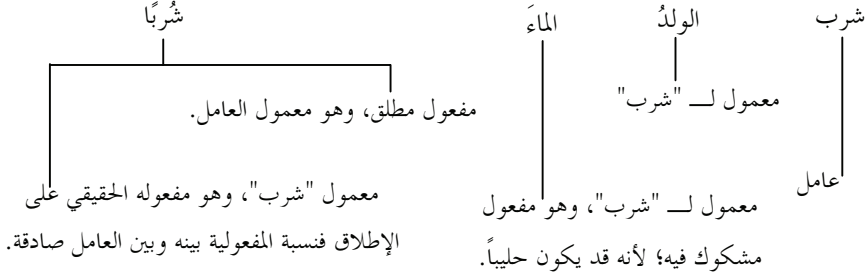 شرب الولدُ الماءَ شُربًا
معمول لـــ "شرب"
مفعول مطلق، وهو معمول العامل.
عامل
معمول لـــ "شرب"، وهو مفعول
مشكوك فيه؛ لأنه قد يكون حليباً.
معمول "شرب"، وهو مفعوله الحقيقي على
الإطلاق فنسبة المفعولية بينه وبين العامل صادقة.